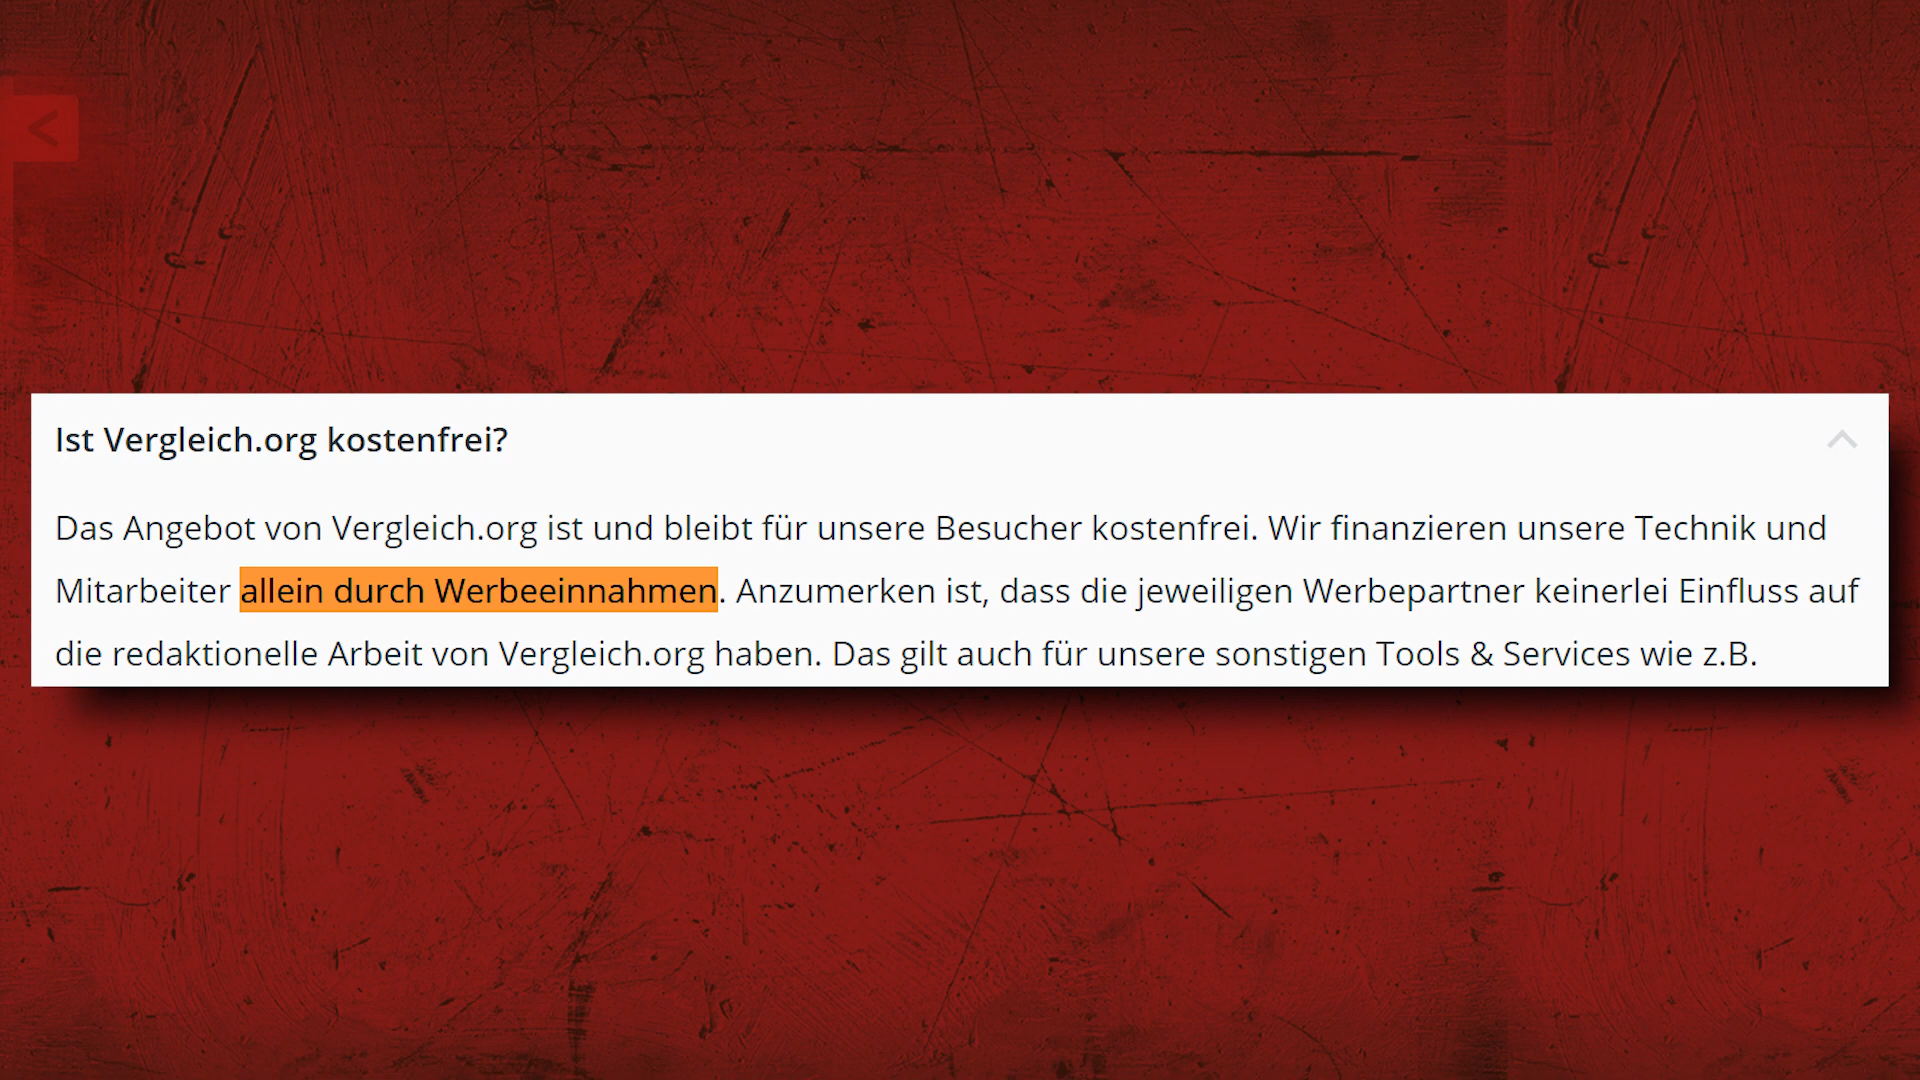 Ist Vergleich.org kostenfrei?
Das Angebot von Vergleich.org ist und bleibt für unsere Besucher kostenfrei. Wir finanzieren unsere Technik und
Mitarbeiter allein durch Werbeeinnahmen. Anzumerken ist, dass die jeweiligen Werbepartner keinerlei Einfluss auf
die redaktionelle Arbeit von Vergleich.org haben. Das gilt auch für unsere sonstigen Tools & Services wie z.B.